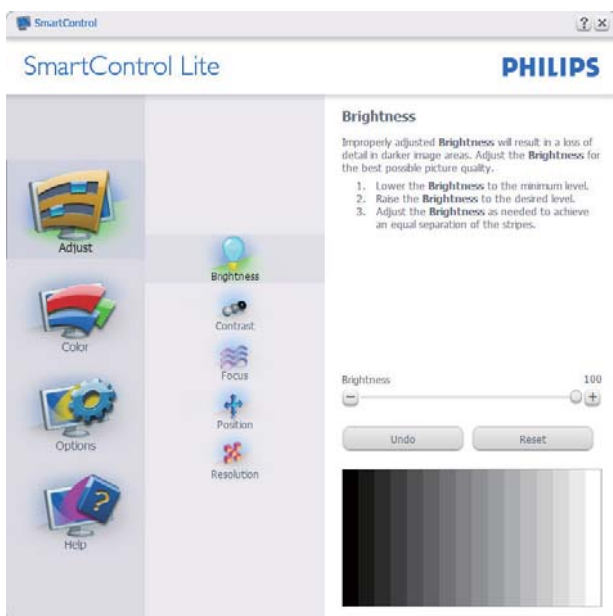 SmartControl
? ×
SmartControl Lite
PHILIPS
Adjust
Color
Options
Help
Brightness
Contrast
Focus
Position
Resolution
Brightness
Improperly adjusted Brightness will result in a loss of
detail in darker image areas. Adjust the Brightness for
the best possible picture quality.
1. Lower the Brightness to the minimum level.
2. Raise the Brightness to the desired level.
3. Adjust the Brightness as needed to achieve
an equal separation of the stripes.
Brightness 100
Undo Reset